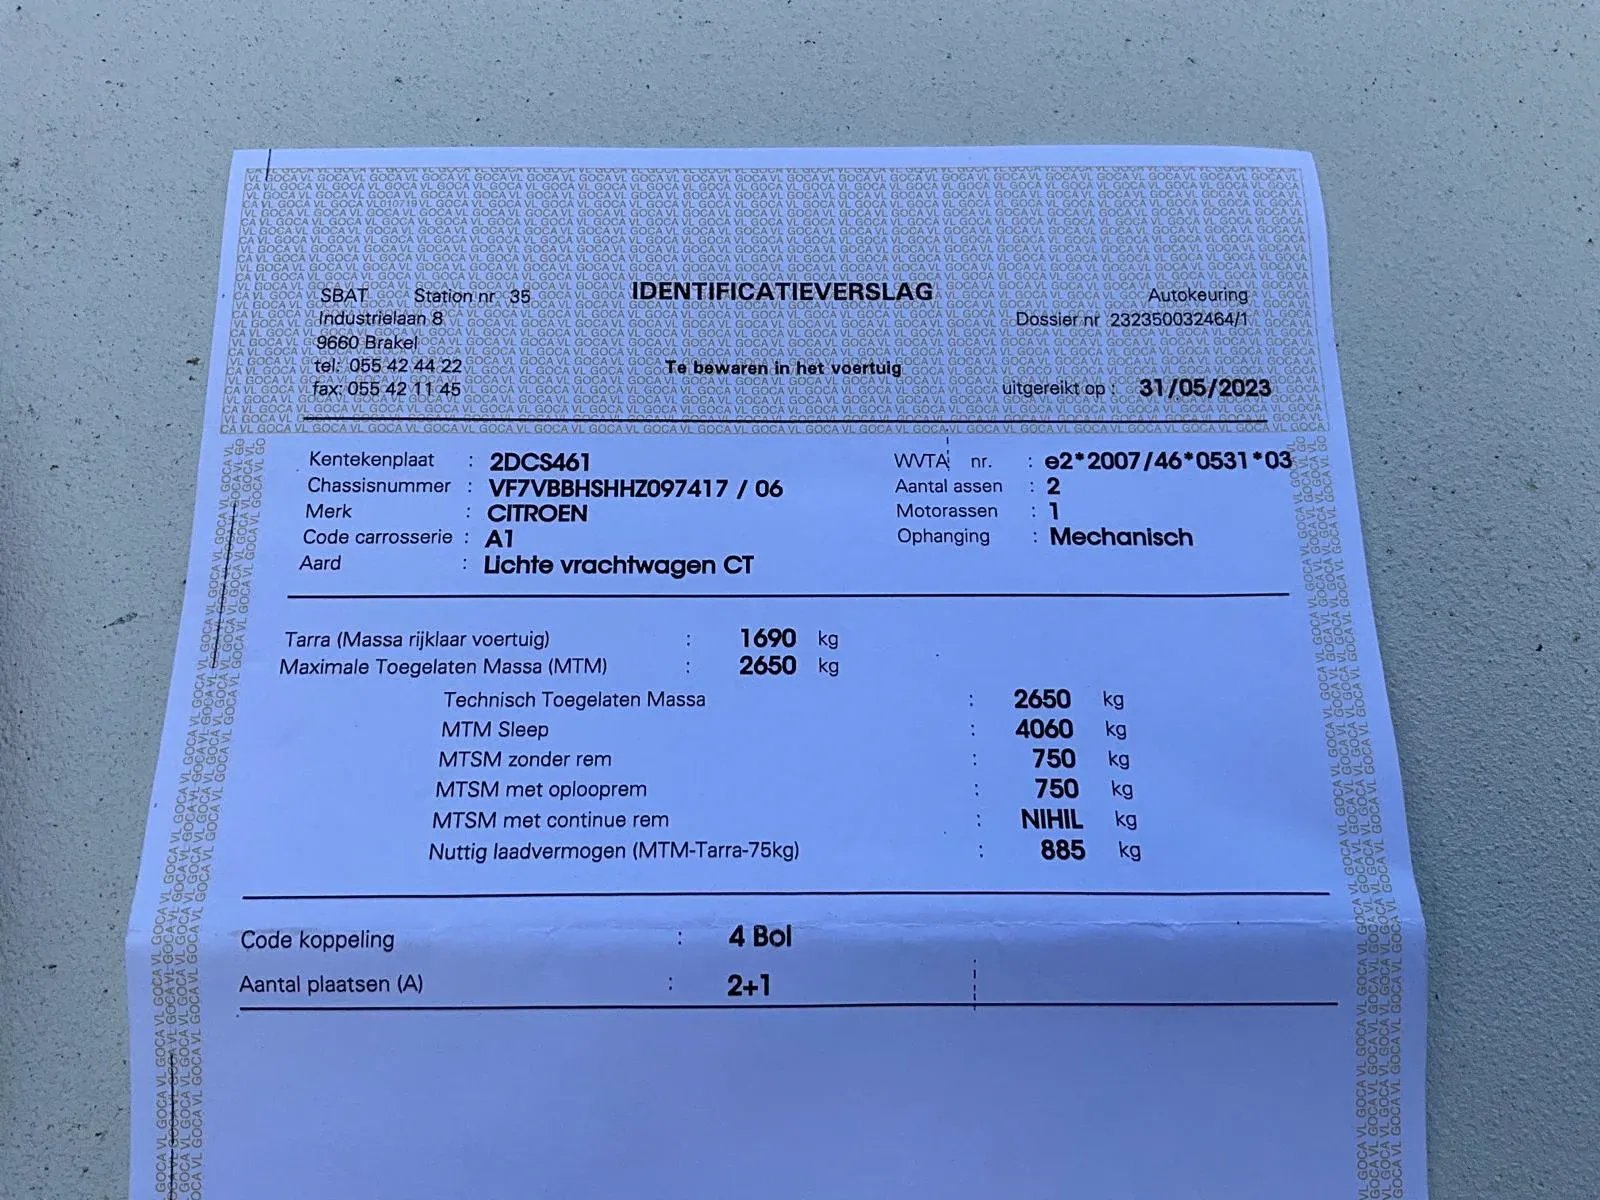 SBAT Station nr 35 IDENTIFICATIEVERSLAG Autokeuring
Industrielaan 8 Dossier nr 232350032464/1
9660 Brakel
tel: 055 42 44 22 Te bewaren in het voertuig
fax: 055 42 11 45 uitgereikt op : 31/05/2023
Kentekenplaat : 2DCS461 WVTA nr. : e2*2007/46*0531*03
Chassisnummer : VF7VBBHSHHZ097417 / 06 Aantal assen : 2
Merk : CITROEN Motorassen : 1
Code carrosserie : A1 Ophanging : Mechanisch
Aard : Lichte vrachtwagen CT
Tarra (Massa rijklaar voertuig) : 1690 kg
Maximale Toegelaten Massa (MTM) : 2650 kg
Technisch Toegelaten Massa : 2650 kg
MTM Sleep : 4060 kg
MTSM zonder rem : 750 kg
MTSM met oplooprem : 750 kg
MTSM met continue rem : NIHIL kg
Nuttig laadvermogen (MTM-Tarra-75kg) : 885 kg
Code koppeling : 4 Bol
Aantal plaatsen (A) : 2+1